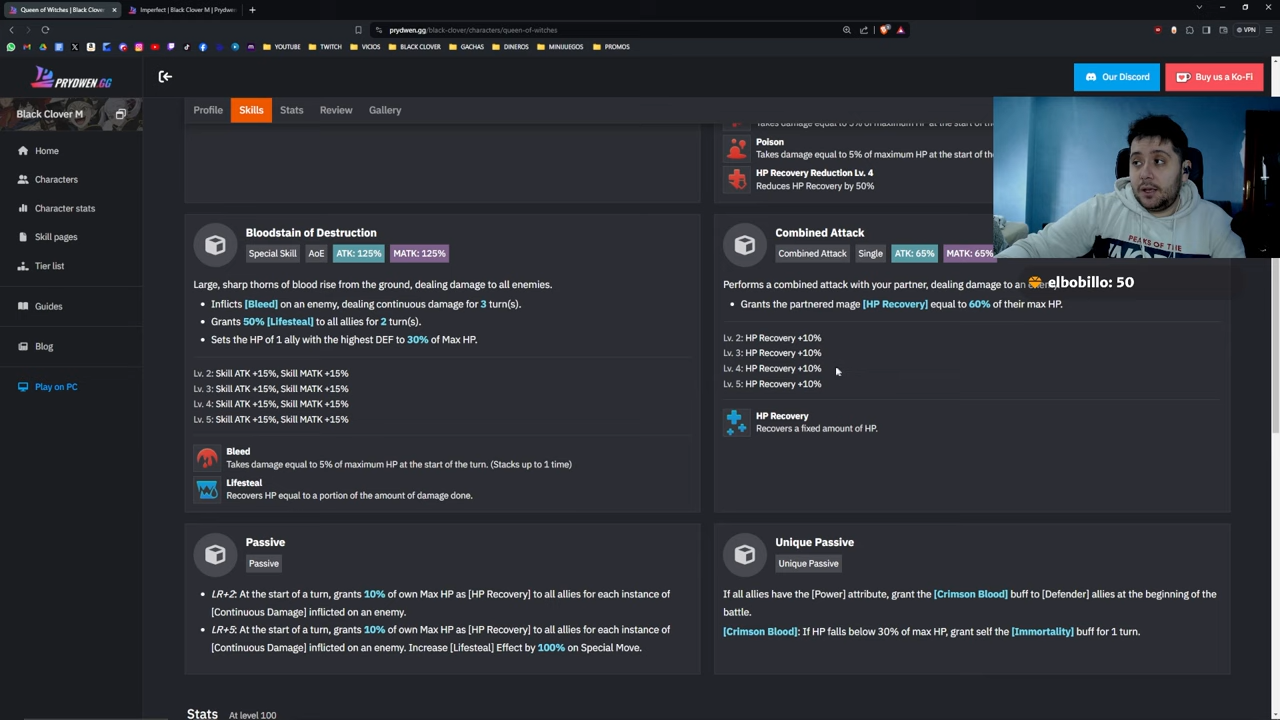 Queen of Witches | Black Clover
Imperfect | Black Clover M | Prydwen
prydwen.gg/black-clover/characters/queen-of-witches
VPN
YOUTUBE
TWITCH
VICIOS
BLACK CLOVER
GACHAS
DINEROS
MINIJUEGOS
PROMOS
PRYDWEN.GG
Our Discord
Buy us a Ko-Fi
Black Clover M
Home
Characters
Character stats
Skill pages
Tier list
Guides
Blog
Play on PC
Profile
Skills
Stats
Review
Gallery
Poison
Takes damage equal to 5% of maximum HP at the start of the
HP Recovery Reduction Lv. 4
Reduces HP Recovery by 50%
PEAKS OF THE
elbobillo: 50
Bloodstain of Destruction
Special Skill
AoE
ATK: 125%
MATK: 125%
Large, sharp thorns of blood rise from the ground, dealing damage to all enemies.
Inflicts [Bleed] on an enemy, dealing continuous damage for 3 turn(s).
Grants 50% [Lifesteal] to all allies for 2 turn(s).
Sets the HP of 1 ally with the highest DEF to 30% of Max HP.
Lv. 2: Skill ATK +15%, Skill MATK +15%
Lv. 3: Skill ATK +15%, Skill MATK +15%
Lv. 4: Skill ATK +15%, Skill MATK +15%
Lv. 5: Skill ATK +15%, Skill MATK +15%
Bleed
Takes damage equal to 5% of maximum HP at the start of the turn. (Stacks up to 1 time)
Lifesteal
Recovers HP equal to a portion of the amount of damage done.
Combined Attack
Combined Attack
Single
ATK: 65%
MATK: 65%
Performs a combined attack with your partner, dealing damage to an enemy.
Grants the partnered mage [HP Recovery] equal to 60% of their max HP.
Lv. 2: HP Recovery +10%
Lv. 3: HP Recovery +10%
Lv. 4: HP Recovery +10%
Lv. 5: HP Recovery +10%
HP Recovery
Recovers a fixed amount of HP.
Passive
Passive
LR+2: At the start of a turn, grants 10% of own Max HP as [HP Recovery] to all allies for each instance of
[Continuous Damage] inflicted on an enemy.
LR+5: At the start of a turn, grants 10% of own Max HP as [HP Recovery] to all allies for each instance of
[Continuous Damage] inflicted on an enemy. Increase [Lifesteal] Effect by 100% on Special Move.
Unique Passive
Unique Passive
If all allies have the [Power] attribute, grant the [Crimson Blood] buff to [Defender] allies at the beginning of the
battle.
[Crimson Blood]: If HP falls below 30% of max HP, grant self the [Immortality] buff for 1 turn.
Stats
At level 100